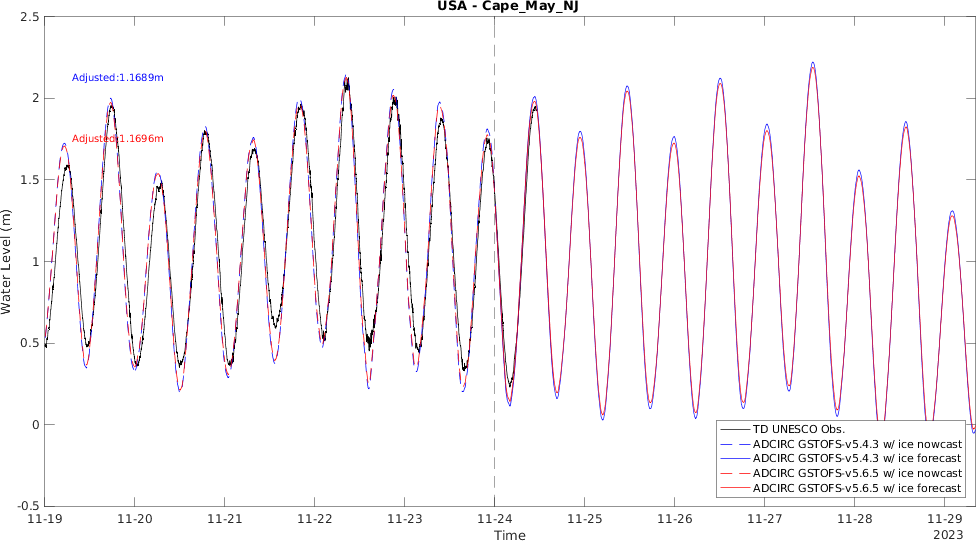 USA - Cape_May_NJ
2.5
2
1.5
1
0.5
0
-0.5
Water Level (m)
Adjusted:1.1689m
Adjusted:1.1696m
TD UNESCO Obs.
ADCIRC GSTOFS-v5.4.3 w/ ice nowcast
ADCIRC GSTOFS-v5.4.3 w/ ice forecast
ADCIRC GSTOFS-v5.6.5 w/ ice nowcast
ADCIRC GSTOFS-v5.6.5 w/ ice forecast
11-19 11-20 11-21 11-22 11-23 11-24 11-25 11-26 11-27 11-28 11-29
2023
Time